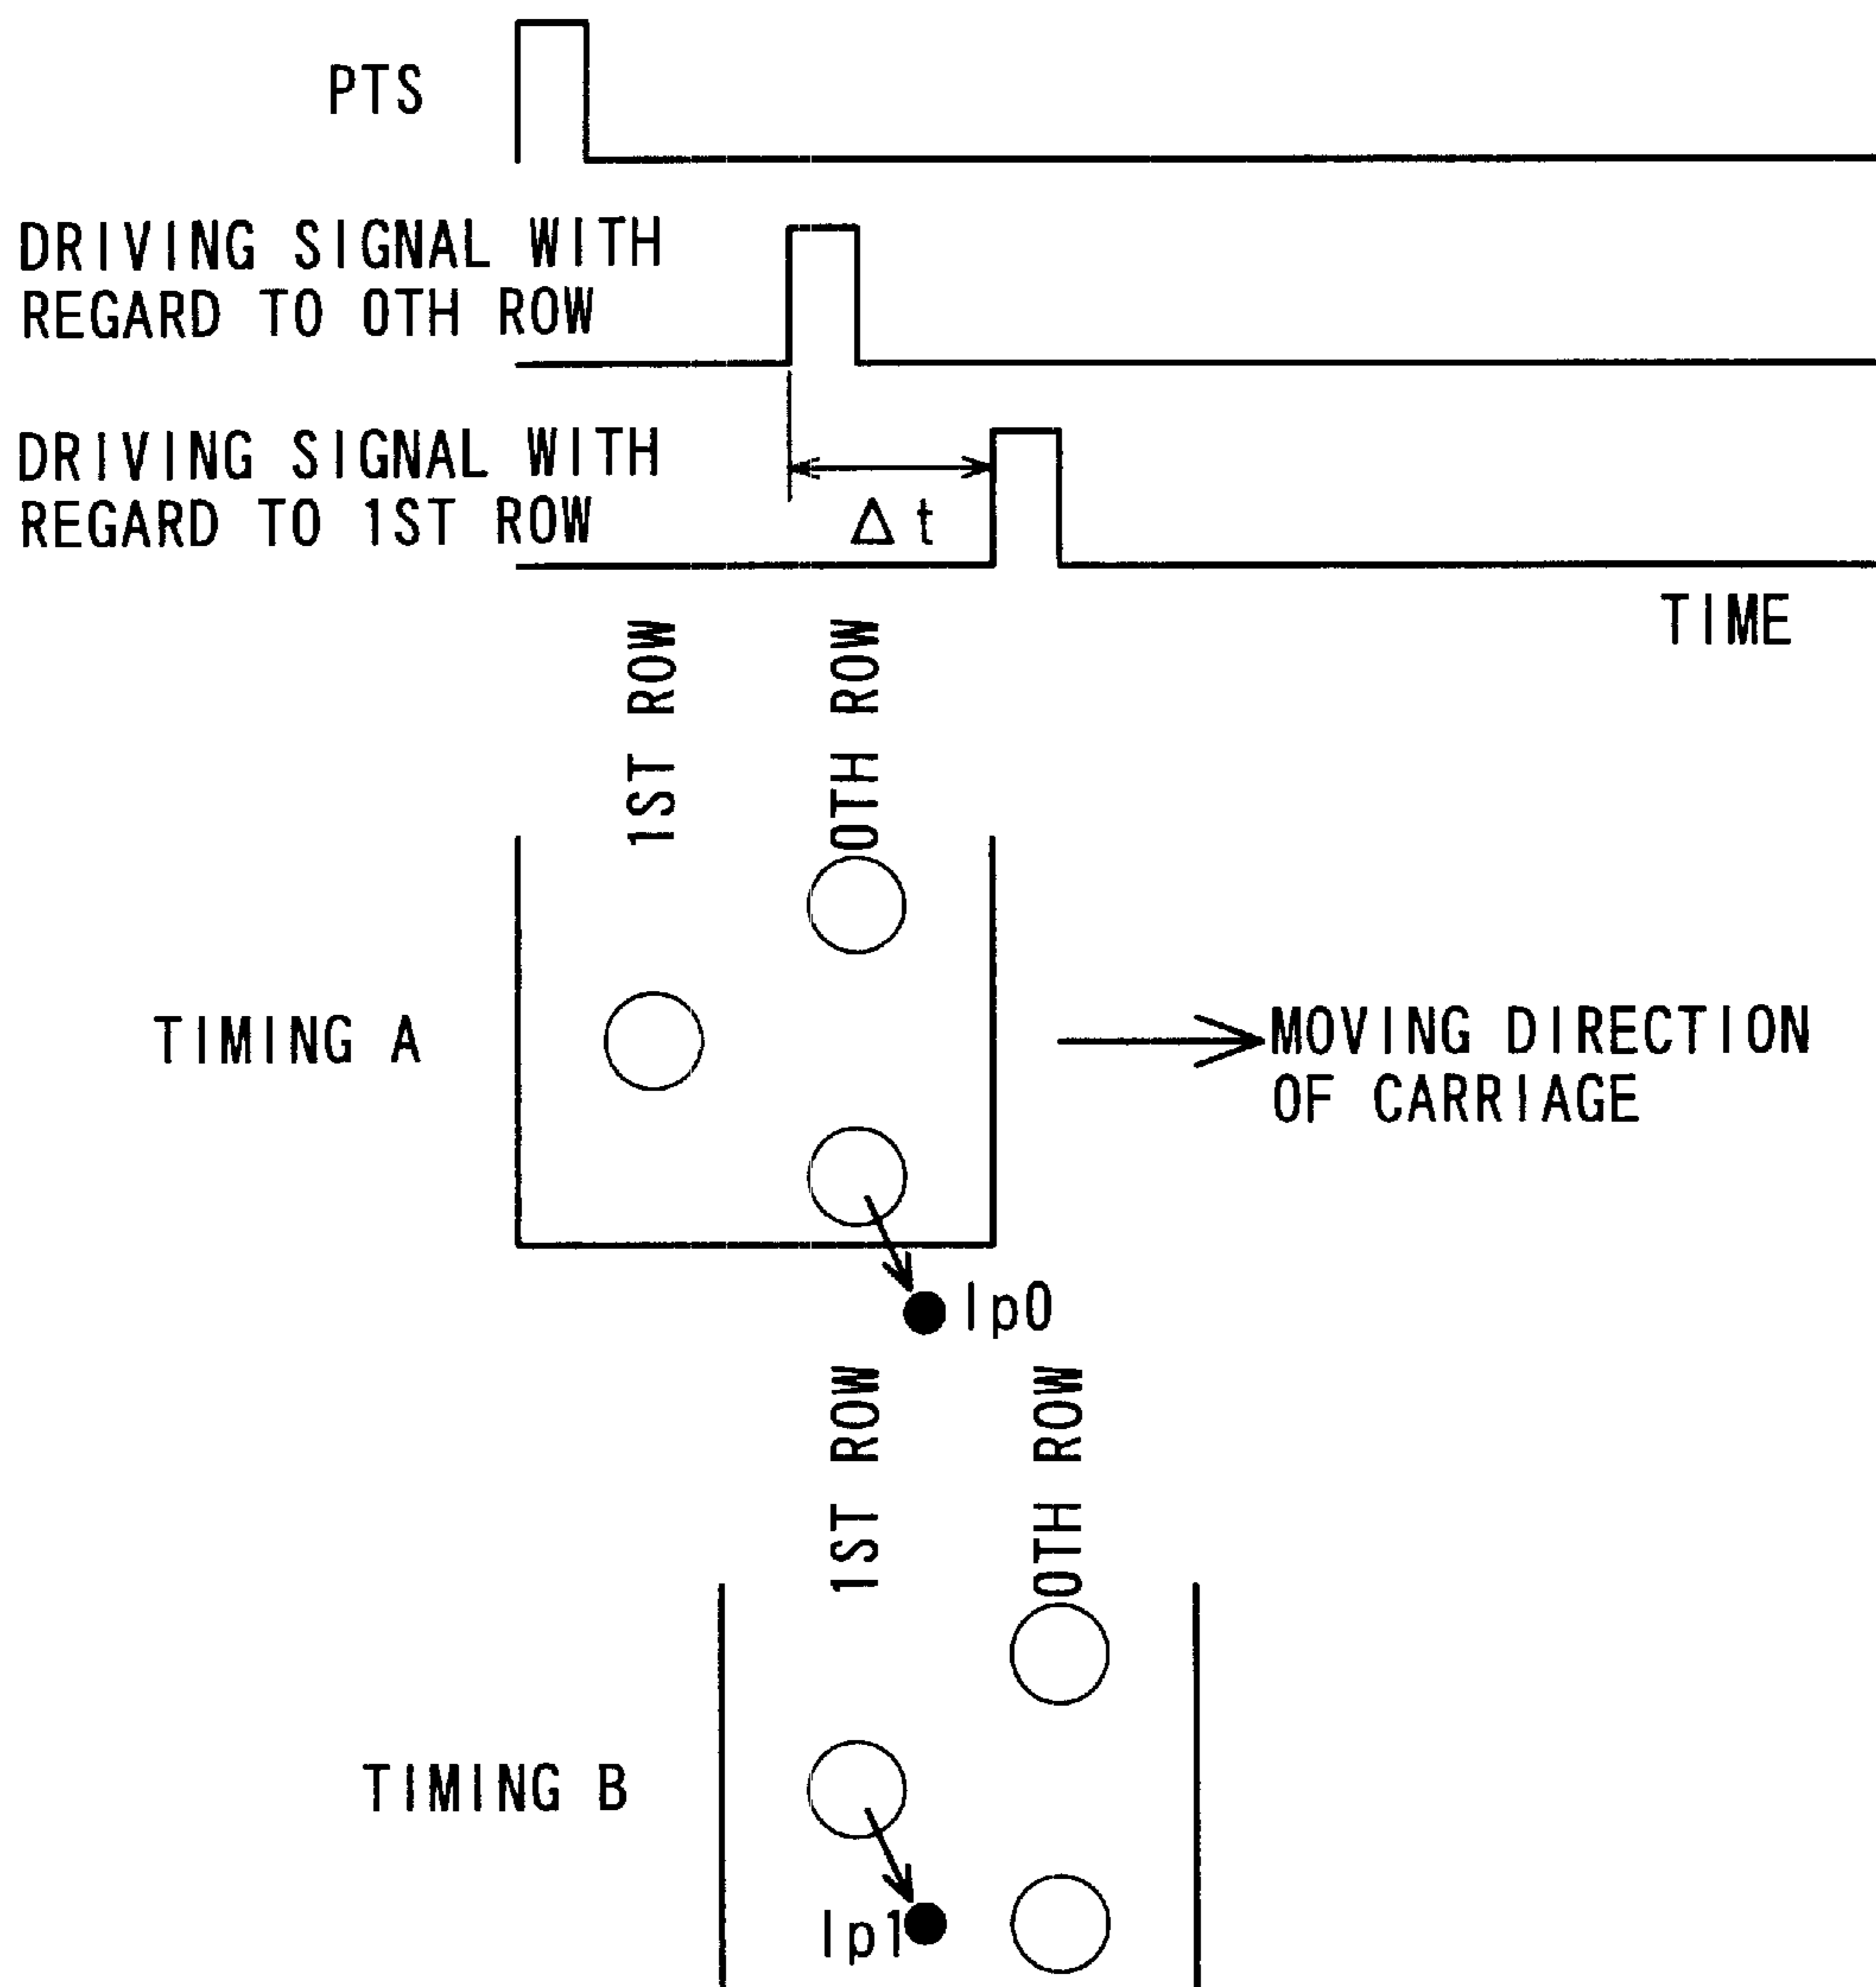 PTS
DRIVING SIGNAL WITH
REGARD TO 0TH ROW
DRIVING SIGNAL WITH
REGARD TO 1ST ROW
Δt
TIME
1ST ROW
0TH ROW
TIMING A
MOVING DIRECTION
OF CARRIAGE
Ip0
1ST ROW
0TH ROW
TIMING B
Ip1